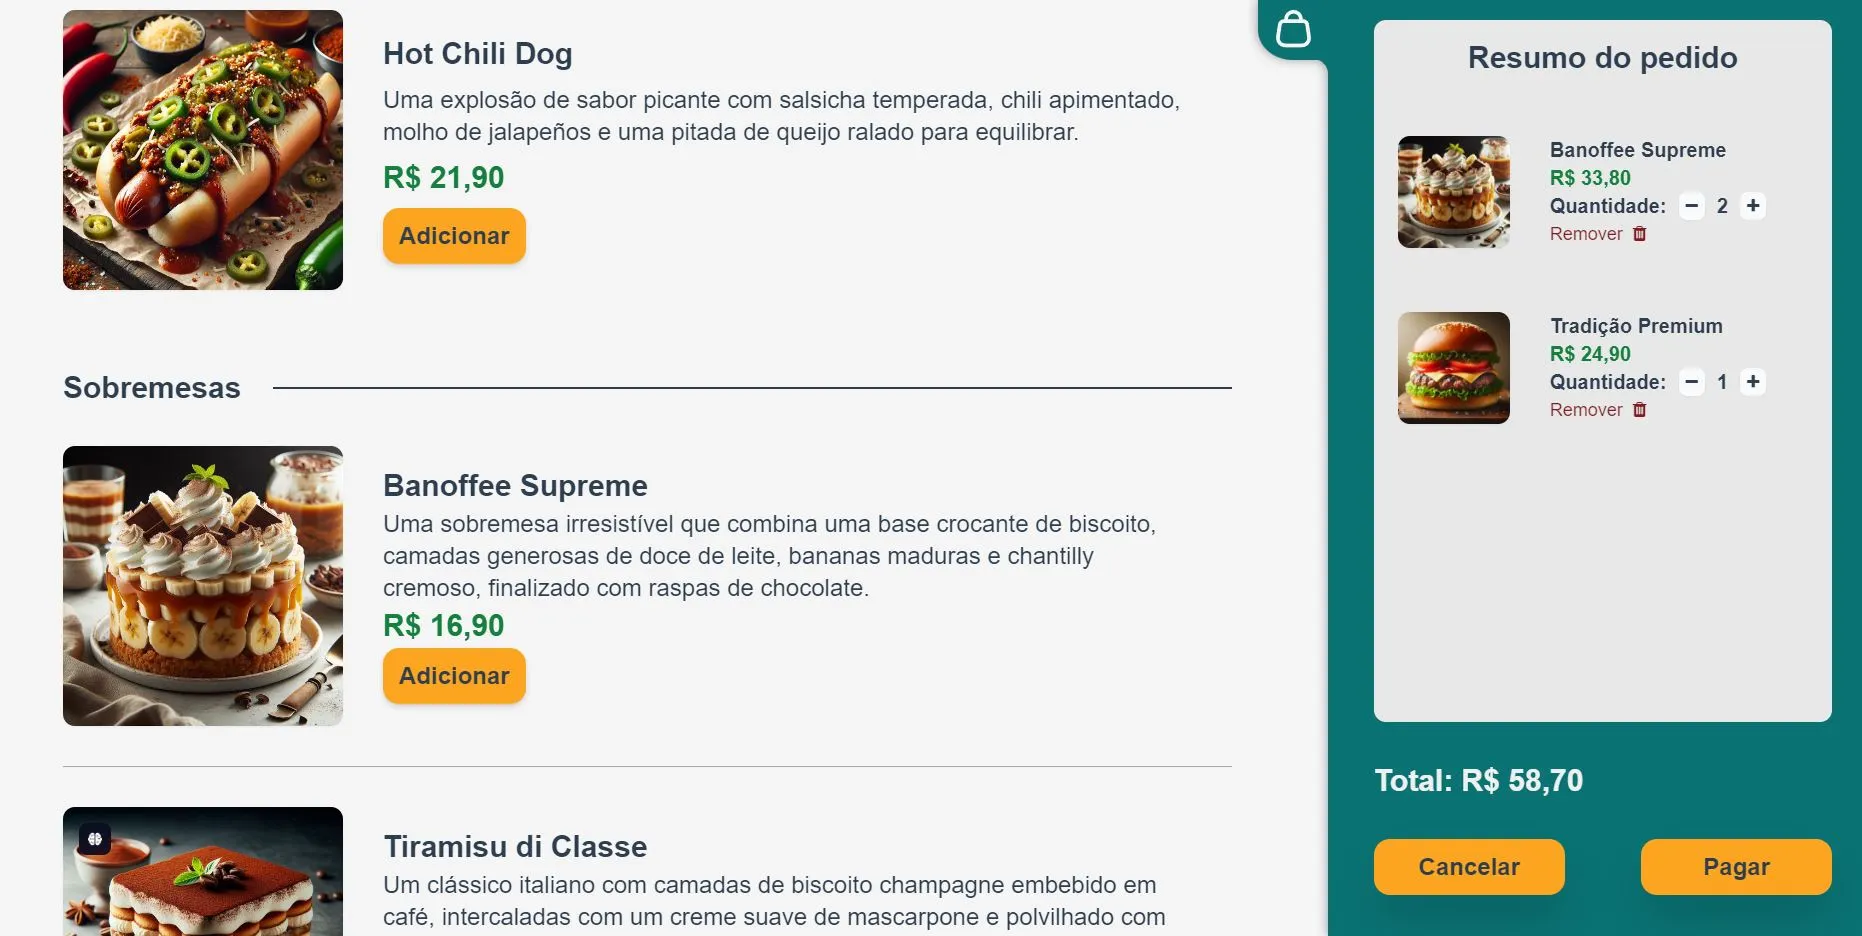 Hot Chili Dog
Uma explosão de sabor picante com salsicha temperada, chili apimentado,
molho de jalapeños e uma pitada de queijo ralado para equilibrar.
R$ 21,90
Adicionar
Sobremesas
Banoffee Supreme
Uma sobremesa irresistível que combina uma base crocante de biscoito,
camadas generosas de doce de leite, bananas maduras e chantilly
cremoso, finalizado com raspas de chocolate.
R$ 16,90
Adicionar
Tiramisu di Classe
Um clássico italiano com camadas de biscoito champagne embebido em
café, intercaladas com um creme suave de mascarpone e polvilhado com
Resumo do pedido
Banoffee Supreme
R$ 33,80
Quantidade: − 2 +
Remover
Tradição Premium
R$ 24,90
Quantidade: − 1 +
Remover
Total: R$ 58,70
Cancelar
Pagar